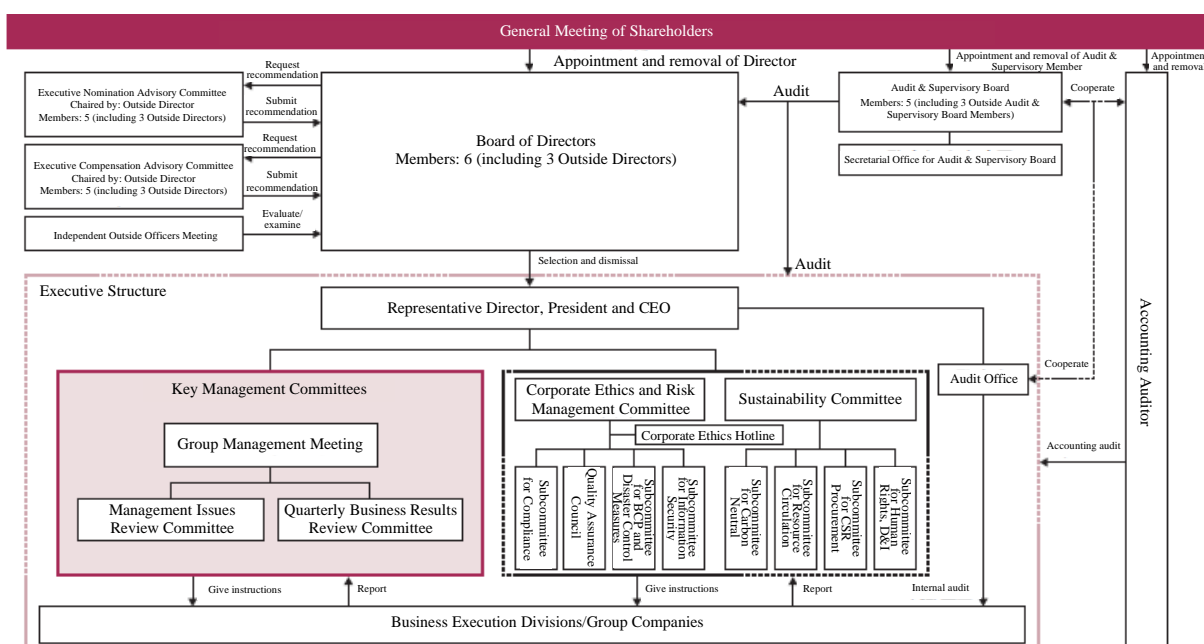 General Meeting of Shareholders
Appointment and removal of Director
Appointment and removal of Audit &
Supervisory Member
Appointment
and removal
Request
recommendation
Executive Nomination Advisory Committee
Chaired by: Outside Director
Members: 5 (including 3 Outside Directors)
Submit
recommendation
Request
recommendation
Executive Compensation Advisory Committee
Chaired by: Outside Director
Members: 5 (including 3 Outside Directors)
Submit
recommendation
Evaluate/
examine
Independent Outside Officers Meeting
Board of Directors
Members: 6 (including 3 Outside Directors)
Audit
Audit & Supervisory Board
Members: 5 (including 3 Outside Audit &
Supervisory Board Members)
Cooperate
Secretarial Office for Audit & Supervisory Board
Selection and dismissal
Audit
Executive Structure
Representative Director, President and CEO
Accounting Auditor
Cooperate
Audit Office
Key Management Committees
Group Management Meeting
Management Issues
Review Committee
Quarterly Business Results
Review Committee
Corporate Ethics and Risk
Management Committee
Sustainability Committee
Corporate Ethics Hotline
Subcommittee
for Compliance
Quality Assurance
Council
Subcommittee
for BCP and
Disaster Control
Measures
Subcommittee
for Information
Security
Subcommittee
for Carbon
Neutral
Subcommittee
for Resource
Circulation
Subcommittee
for CSR
Procurement
Subcommittee
for Human
Rights, D&I
Accounting audit
Give instructions
Report
Give instructions
Report
Internal audit
Business Execution Divisions/Group Companies